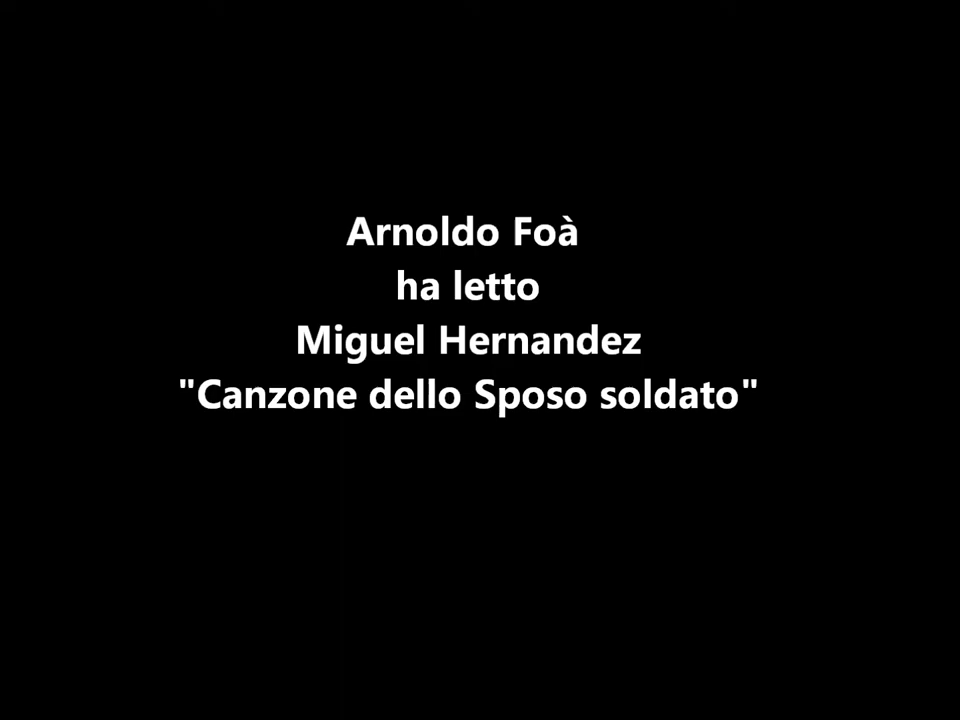 Arnoldo Foà
ha letto
Miguel Hernandez
"Canzone dello Sposo soldato"